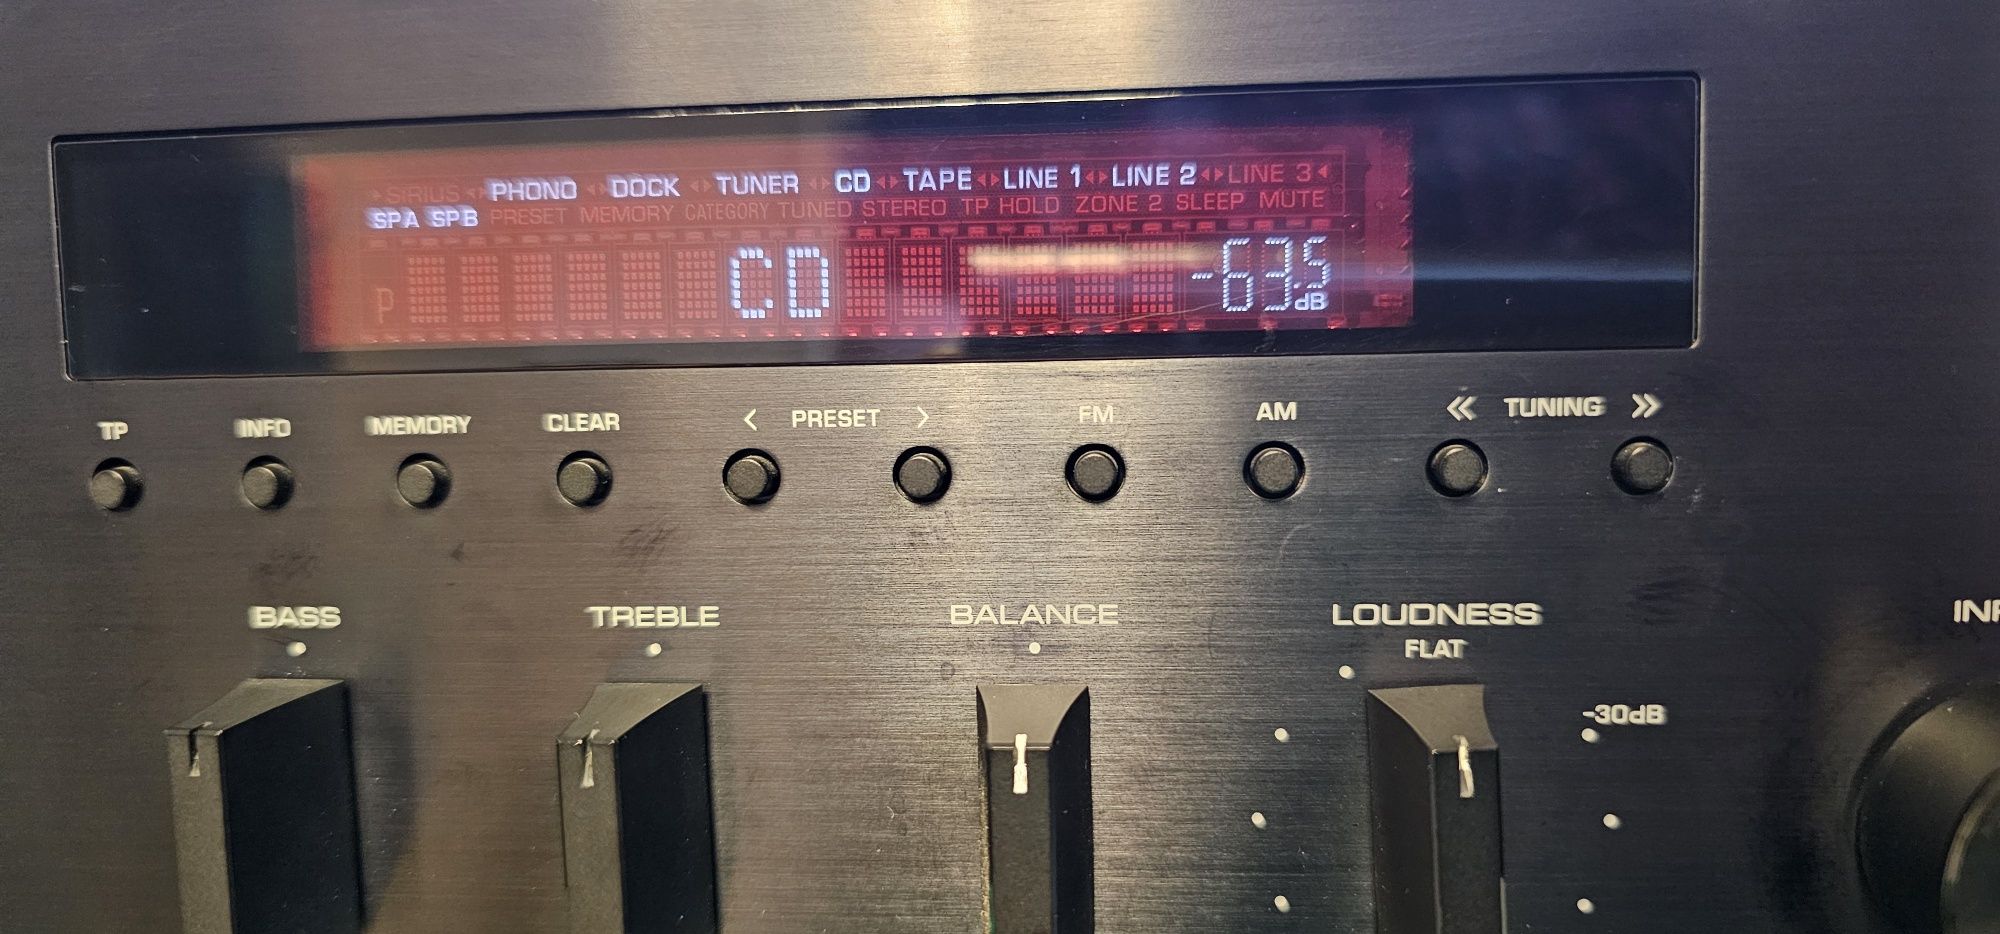 SIRIUS PHONO DOCK TUNER CD TAPE LINE 1 LINE 2 LINE 3
SPA SPB PRESET MEMORY CATEGORY TUNED STEREO TP HOLD ZONE 2 SLEEP MUTE
P CD -63.5 dB
TP INFO MEMORY CLEAR < PRESET > FM AM << TUNING >>
BASS TREBLE BALANCE LOUDNESS
FLAT
-30dB